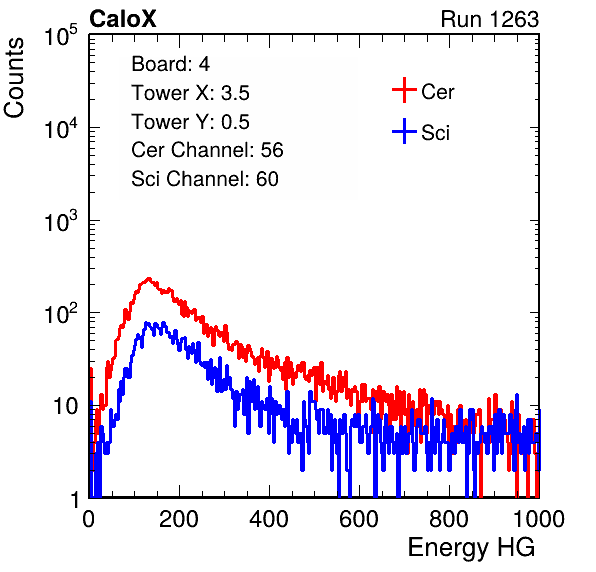 CaloX Run 1263
Counts
Board: 4
Tower X: 3.5
Tower Y: 0.5
Cer Channel: 56
Sci Channel: 60
Cer
Sci
10^5
10^4
10^3
10^2
10
1
0 200 400 600 800 1000
Energy HG